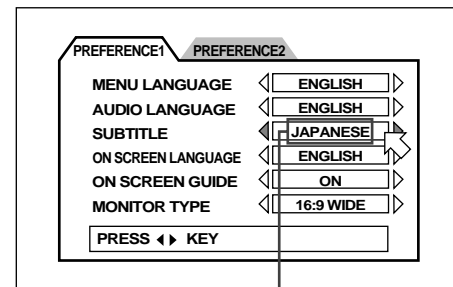 PREFERENCE1 PREFERENCE2
MENU LANGUAGE ENGLISH
AUDIO LANGUAGE ENGLISH
SUBTITLE JAPANESE
ON SCREEN LANGUAGE ENGLISH
ON SCREEN GUIDE ON
MONITOR TYPE 16:9 WIDE
PRESS ◀ ▶ KEY